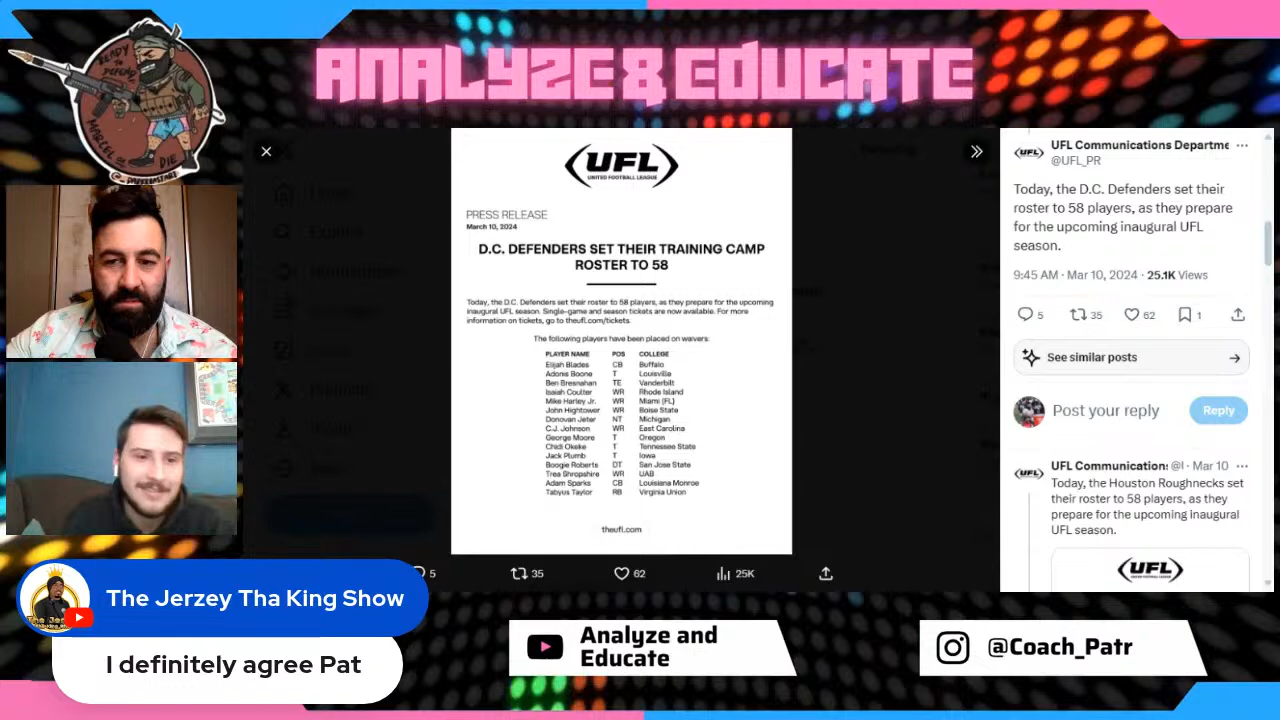 ANALYZE & EDUCATE
READY TO DEFEND
MARCEL OR DIE
UFL
UNITED FOOTBALL LEAGUE
PRESS RELEASE
March 10, 2024
D.C. DEFENDERS SET THEIR TRAINING CAMP
ROSTER TO 58
Today, the D.C. Defenders set their roster to 58 players, as they prepare for the upcoming
inaugural UFL season. Single-game and season tickets are now available. For more
information on tickets, go to theufl.com/tickets.
The following players have been placed on waivers:
PLAYER NAME POS COLLEGE
Elijah Blades CB Buffalo
Adonis Boone T Louisville
Ben Bresnahan TE Vanderbilt
Isaiah Coulter WR Rhode Island
Mike Harley Jr. WR Miami (FL)
John Hightower WR Boise State
Donovan Jeter NT Michigan
C.J. Johnson WR East Carolina
George Moore T Oregon
Chidi Okeke T Tennessee State
Jack Plumb T Iowa
Boogie Roberts DT San Jose State
Trea Shropshire WR UAB
Adam Sparks CB Louisiana Monroe
Tabyus Taylor RB Virginia Union
theufl.com
5 35 62 25K
UFL
UFL Communications Departme ...
@UFL_PR
Today, the D.C. Defenders set their
roster to 58 players, as they prepare
for the upcoming inaugural UFL
season.
9:45 AM · Mar 10, 2024 · 25.1K Views
5 35 62 1
See similar posts
Post your reply
Reply
UFL
UFL Communications @l · Mar 10 ...
Today, the Houston Roughnecks set
their roster to 58 players, as they
prepare for the upcoming inaugural
UFL season.
UFL
The Jerzey Tha King Show
I definitely agree Pat
Analyze and
Educate
@Coach_Patr